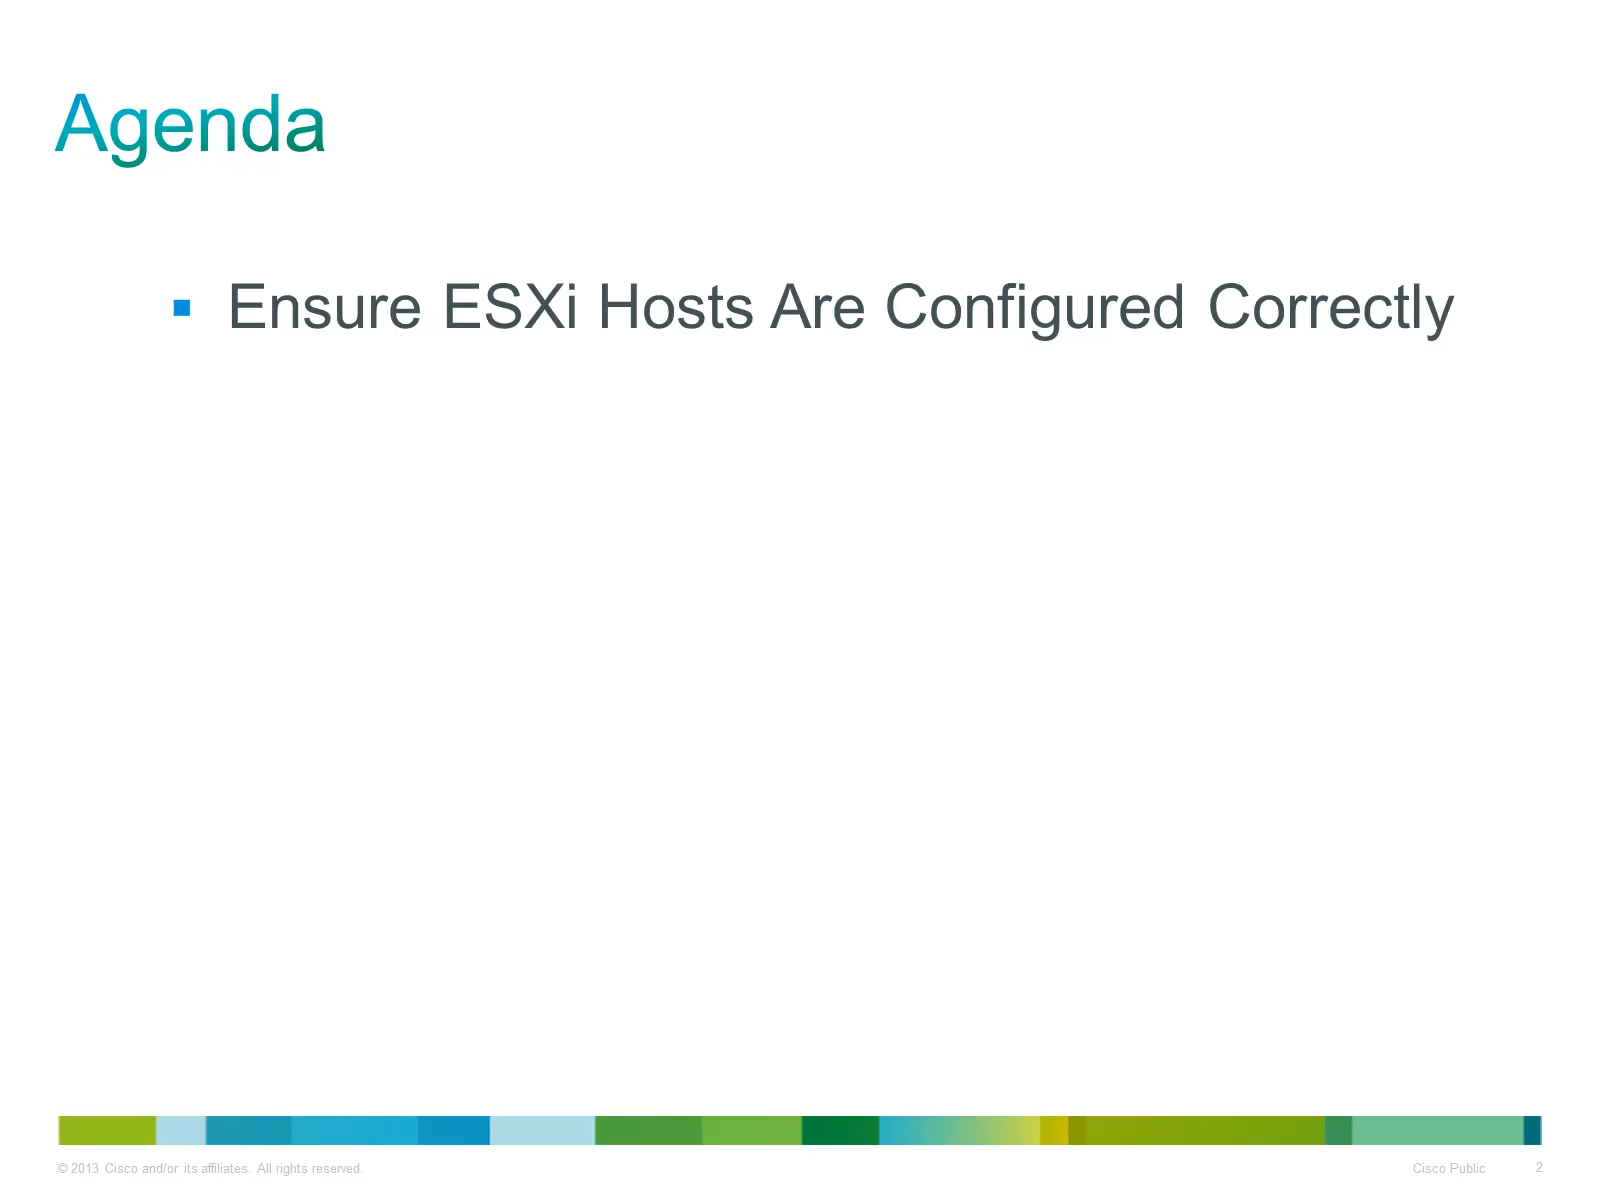 Agenda
▪ Ensure ESXi Hosts Are Configured Correctly
© 2013 Cisco and/or its affiliates. All rights reserved.
Cisco Public
2